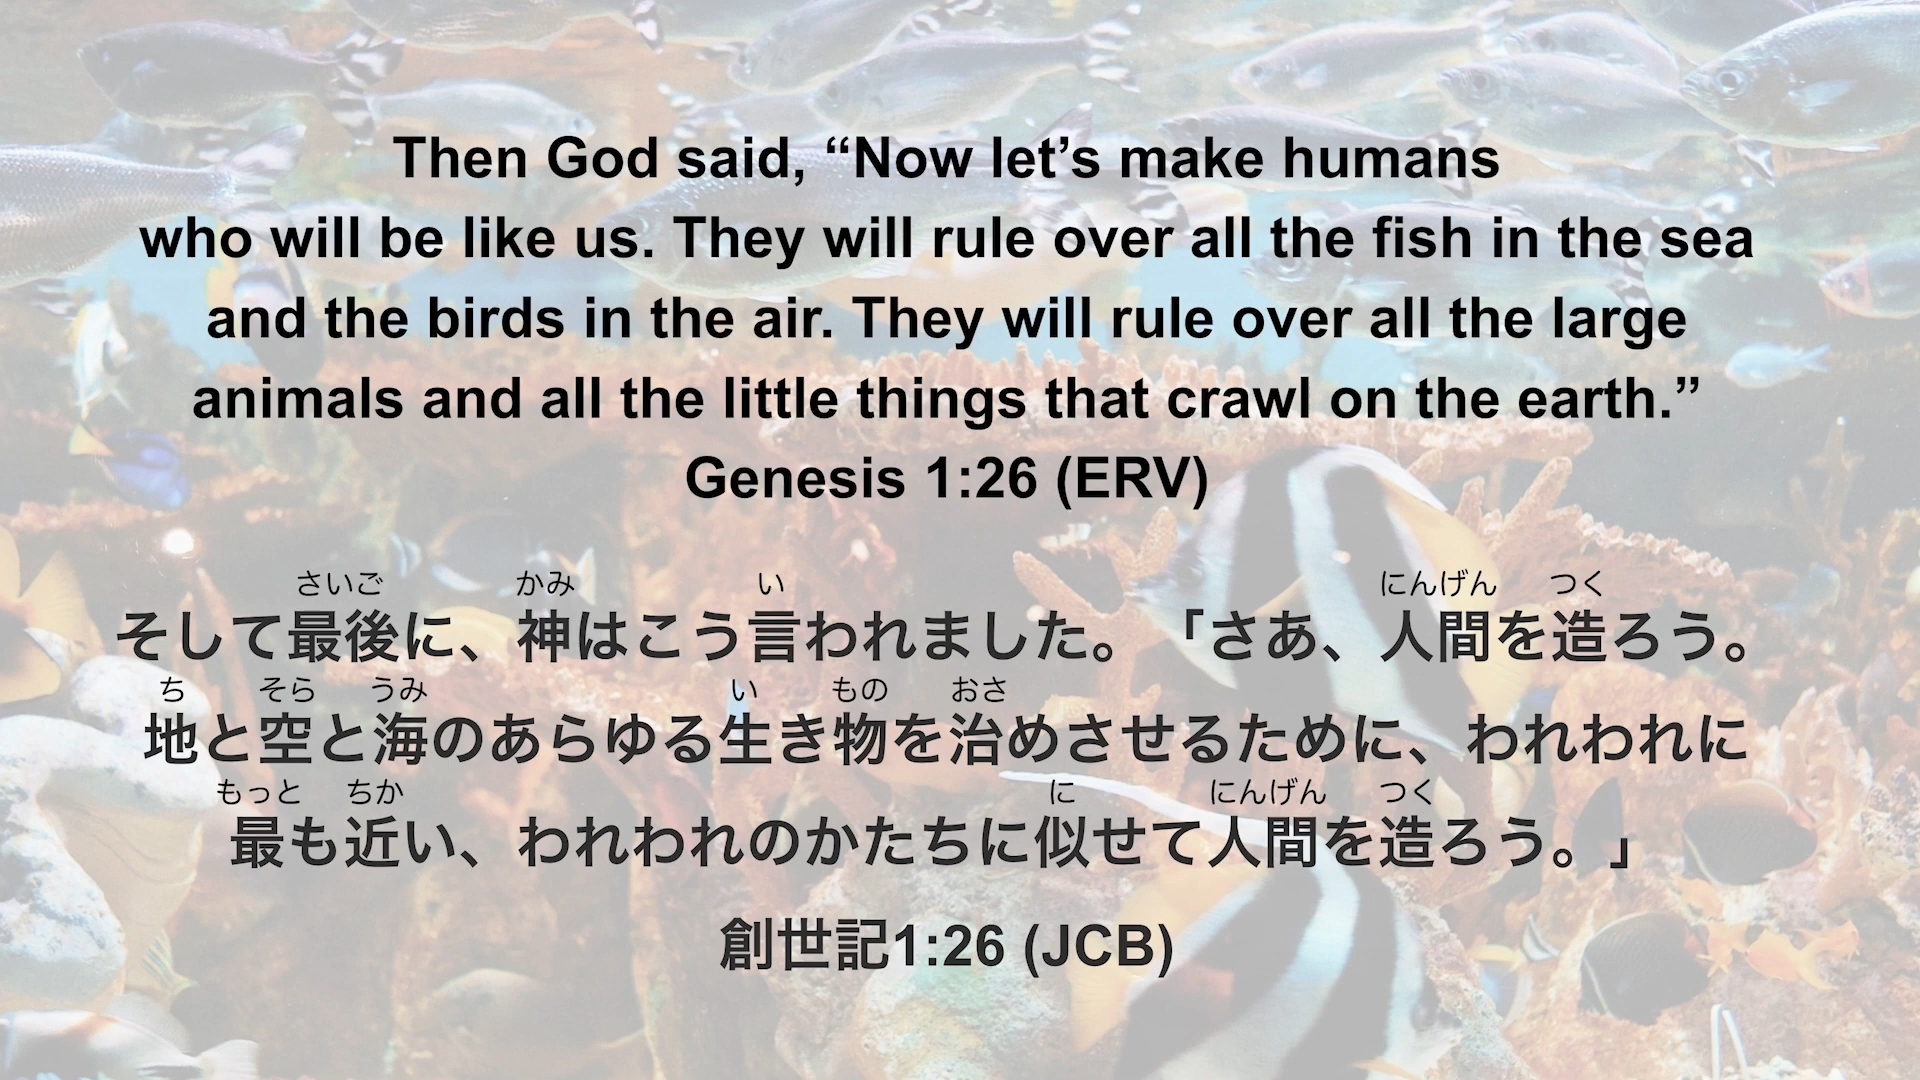 Then God said, “Now let’s make humans
who will be like us. They will rule over all the fish in the sea
and the birds in the air. They will rule over all the large
animals and all the little things that crawl on the earth.”
Genesis 1:26 (ERV)
さいご かみ い にんげん つく
そして最後に、神はこう言われました。「さあ、人間を造ろう。
ち そら うみ い もの おさ
地と空と海のあらゆる生き物を治めさせるために、われわれに
もっと ちか に にんげん つく
最も近い、われわれのかたちに似せて人間を造ろう。」
創世記1:26 (JCB)